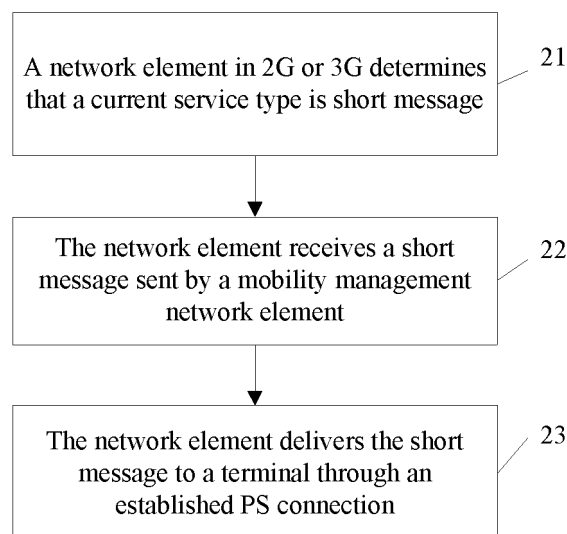 A network element in 2G or 3G determines
that a current service type is short message
21
The network element receives a short
message sent by a mobility management
network element
22
The network element delivers the short
message to a terminal through an
established PS connection
23